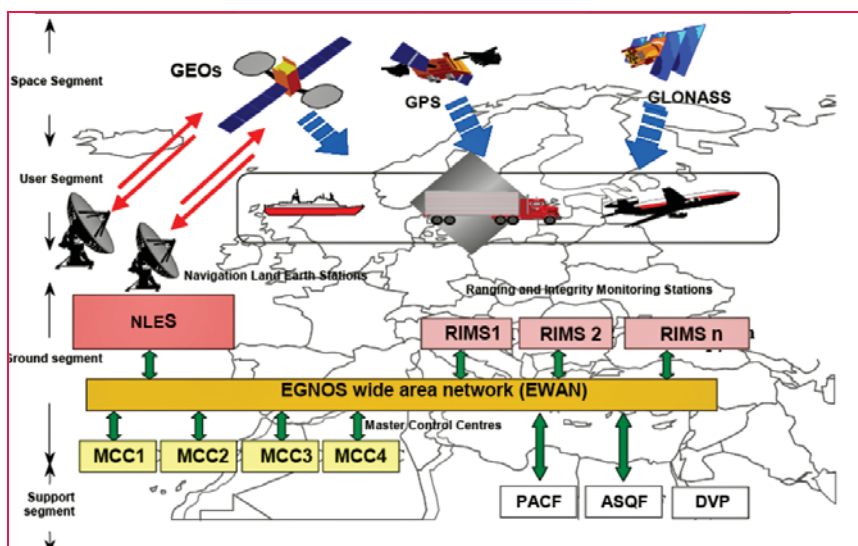 GEOs
GPS
GLONASS
Space Segment
User Segment
Navigation Land Earth Stations
Ranging and Integrity Monitoring Stations
NLES
RIMS1
RIMS 2
RIMS n
Ground segment
EGNOS wide area network (EWAN)
Master Control Centres
MCC1
MCC2
MCC3
MCC4
Support
segment
PACF
ASQF
DVP